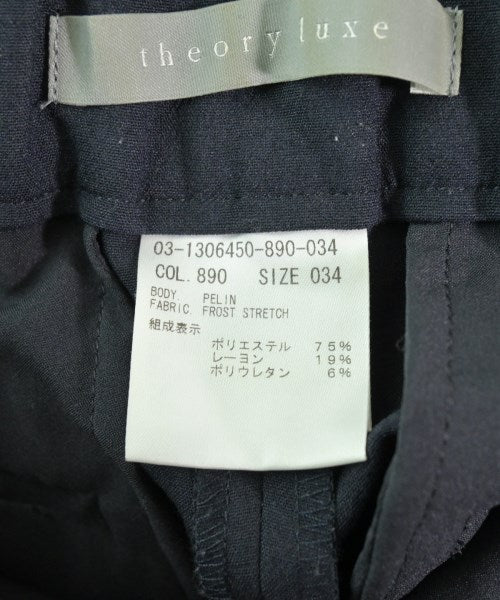 theory luxe
03-1306450-890-034
COL. 890 SIZE 034
BODY. PELIN
FABRIC. FROST STRETCH
組成表示
ポリエステル 75%
レーヨン 19%
ポリウレタン 6%